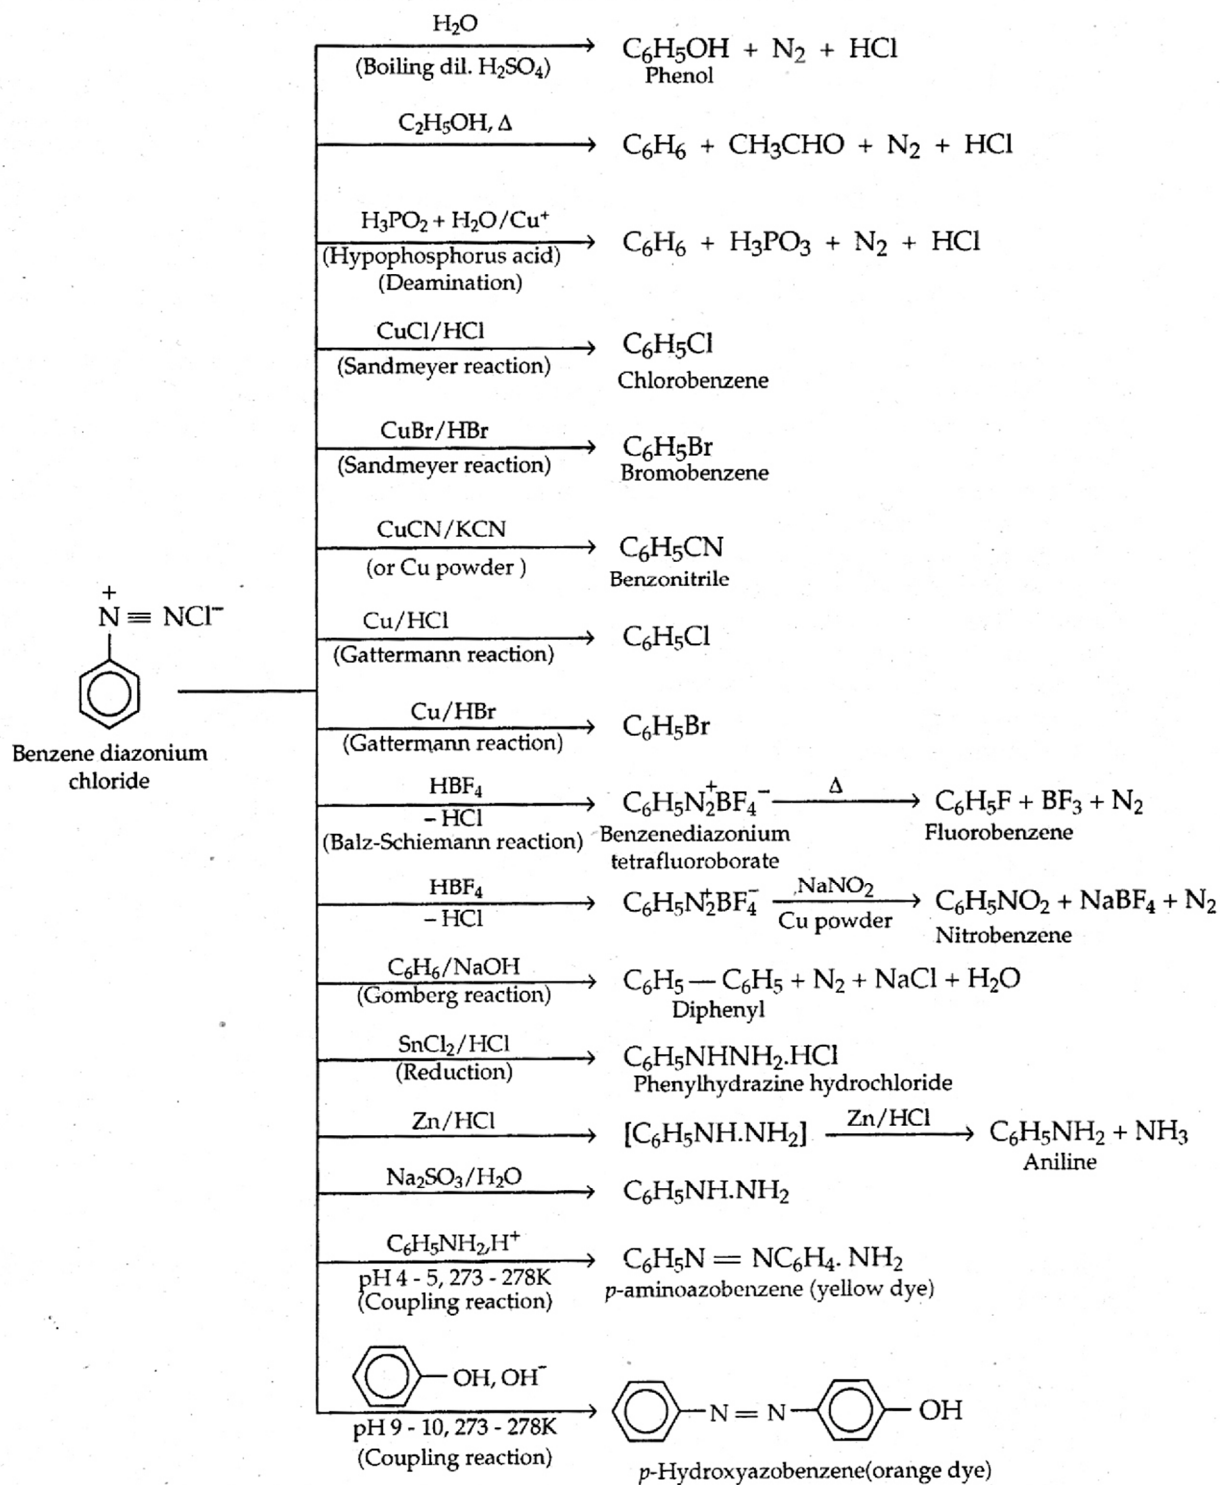 H₂O
(Boiling dil. H₂SO₄)
C₆H₅OH + N₂ + HCl
Phenol
C₂H₅OH, Δ
C₆H₆ + CH₃CHO + N₂ + HCl
H₃PO₂ + H₂O/Cu⁺
(Hypophosphorus acid)
(Deamination)
C₆H₆ + H₃PO₃ + N₂ + HCl
CuCl/HCl
(Sandmeyer reaction)
C₆H₅Cl
Chlorobenzene
CuBr/HBr
(Sandmeyer reaction)
C₆H₅Br
Bromobenzene
CuCN/KCN
(or Cu powder )
C₆H₅CN
Benzonitrile
+
N ≡ NCl⁻
Benzene diazonium
chloride
Cu/HCl
(Gattermann reaction)
C₆H₅Cl
Cu/HBr
(Gattermann reaction)
C₆H₅Br
HBF₄
– HCl
(Balz-Schiemann reaction)
C₆H₅N₂⁺BF₄⁻
Benzenediazonium
tetrafluoroborate
Δ
C₆H₅F + BF₃ + N₂
Fluorobenzene
HBF₄
– HCl
C₆H₅N₂⁺BF₄⁻
NaNO₂
Cu powder
C₆H₅NO₂ + NaBF₄ + N₂
Nitrobenzene
C₆H₆/NaOH
(Gomberg reaction)
C₆H₅ — C₆H₅ + N₂ + NaCl + H₂O
Diphenyl
SnCl₂/HCl
(Reduction)
C₆H₅NHNH₂.HCl
Phenylhydrazine hydrochloride
Zn/HCl
[C₆H₅NH.NH₂]
Zn/HCl
C₆H₅NH₂ + NH₃
Aniline
Na₂SO₃/H₂O
C₆H₅NH.NH₂
C₆H₅NH₂,H⁺
pH 4 - 5, 273 - 278K
(Coupling reaction)
C₆H₅N = NC₆H₄. NH₂
p-aminoazobenzene (yellow dye)
OH, OH⁻
pH 9 - 10, 273 - 278K
(Coupling reaction)
N = N
OH
p-Hydroxyazobenzene(orange dye)